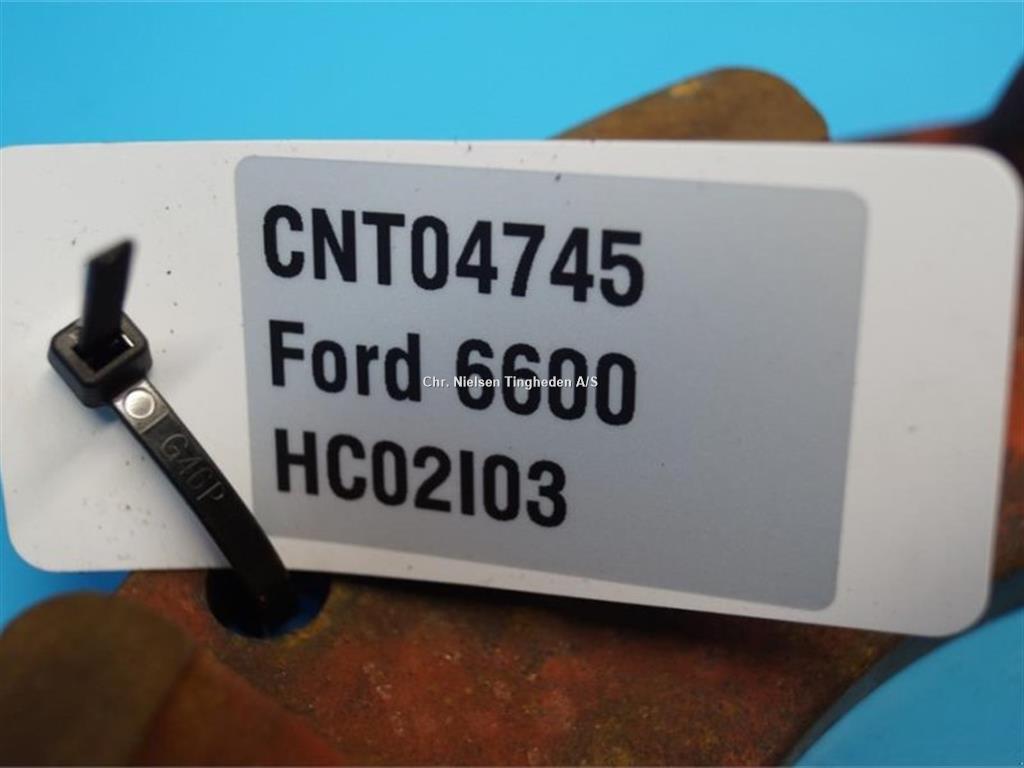 CNT04745
Ford 6600
Chr. Nielsen Tingheden A/S
HC02I03
G46P